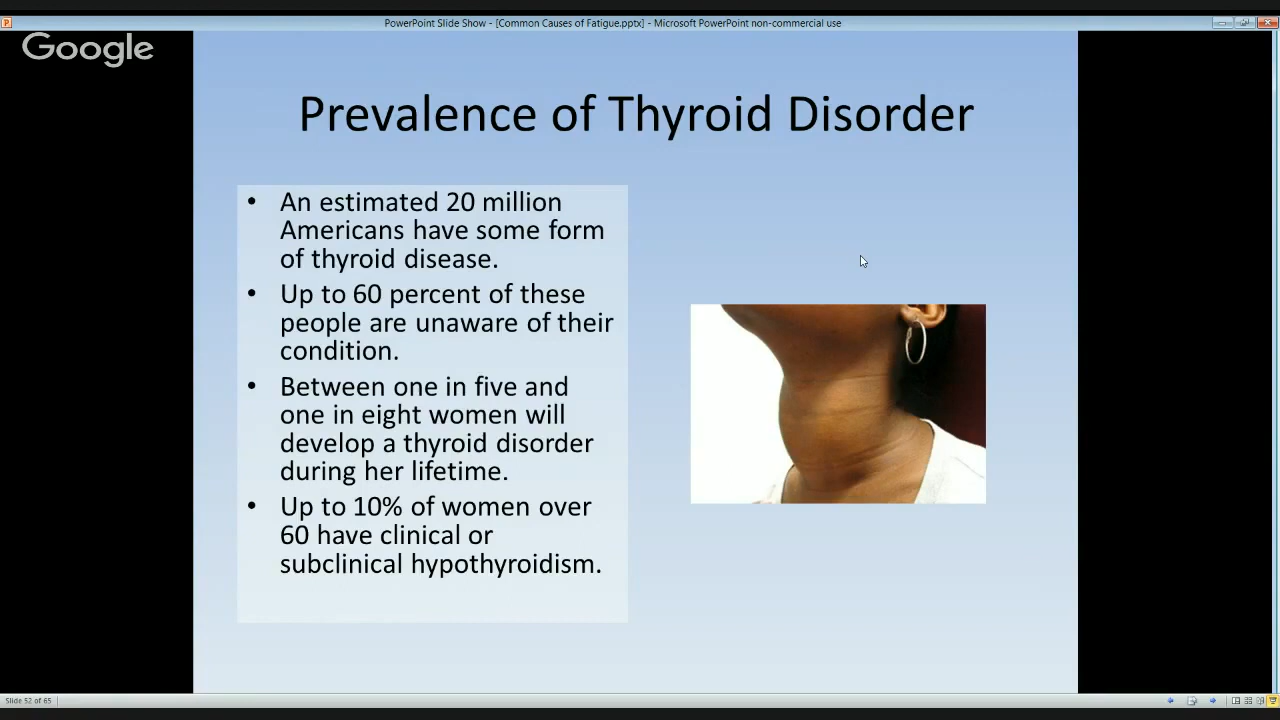 PowerPoint Slide Show - [Common Causes of Fatigue.pptx] - Microsoft PowerPoint non-commercial use
Google
Prevalence of Thyroid Disorder
• An estimated 20 million
Americans have some form
of thyroid disease.
• Up to 60 percent of these
people are unaware of their
condition.
• Between one in five and
one in eight women will
develop a thyroid disorder
during her lifetime.
• Up to 10% of women over
60 have clinical or
subclinical hypothyroidism.
Slide 52 of 65